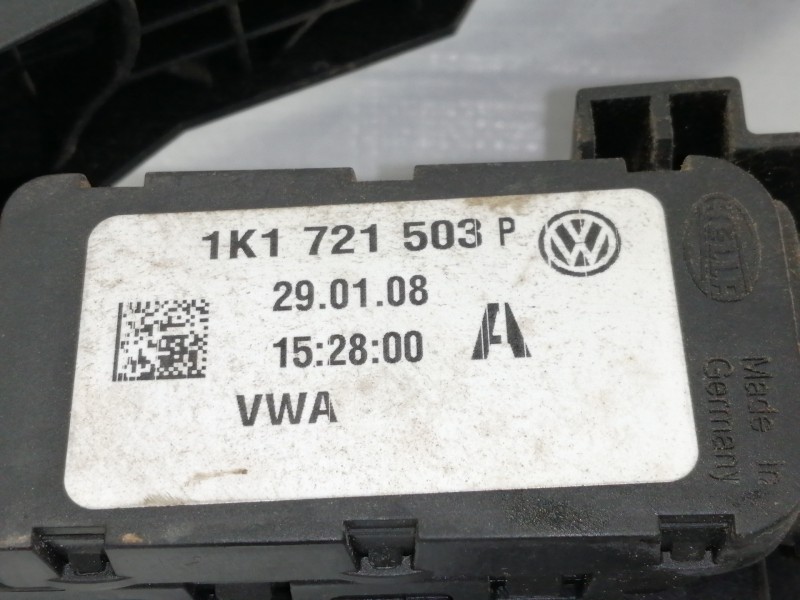 1K1 721 503 P
29.01.08
15:28:00 A
VWA
HELLA
Made in
Germany